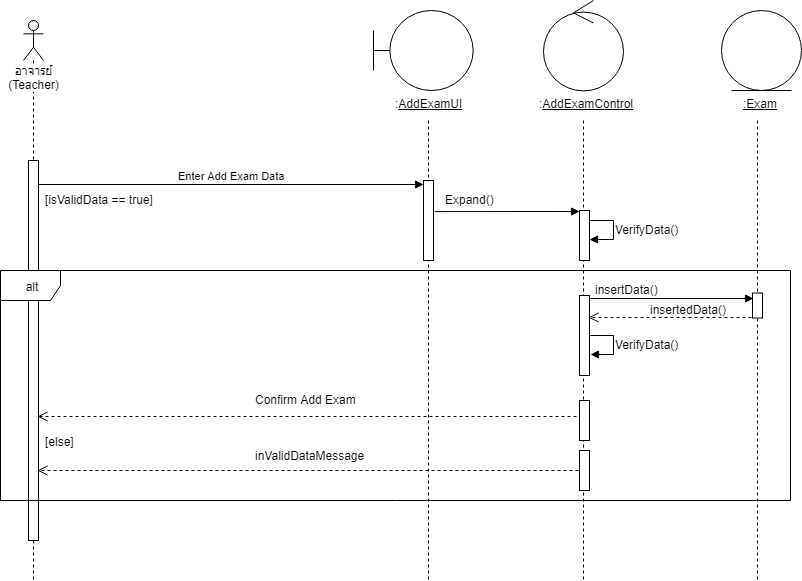 อาจารย์
(Teacher)
:AddExamUI
:AddExamControl
:Exam
Enter Add Exam Data
[isValidData == true]
Expand()
VerifyData()
alt
insertData()
insertedData()
VerifyData()
Confirm Add Exam
[else]
inValidDataMessage